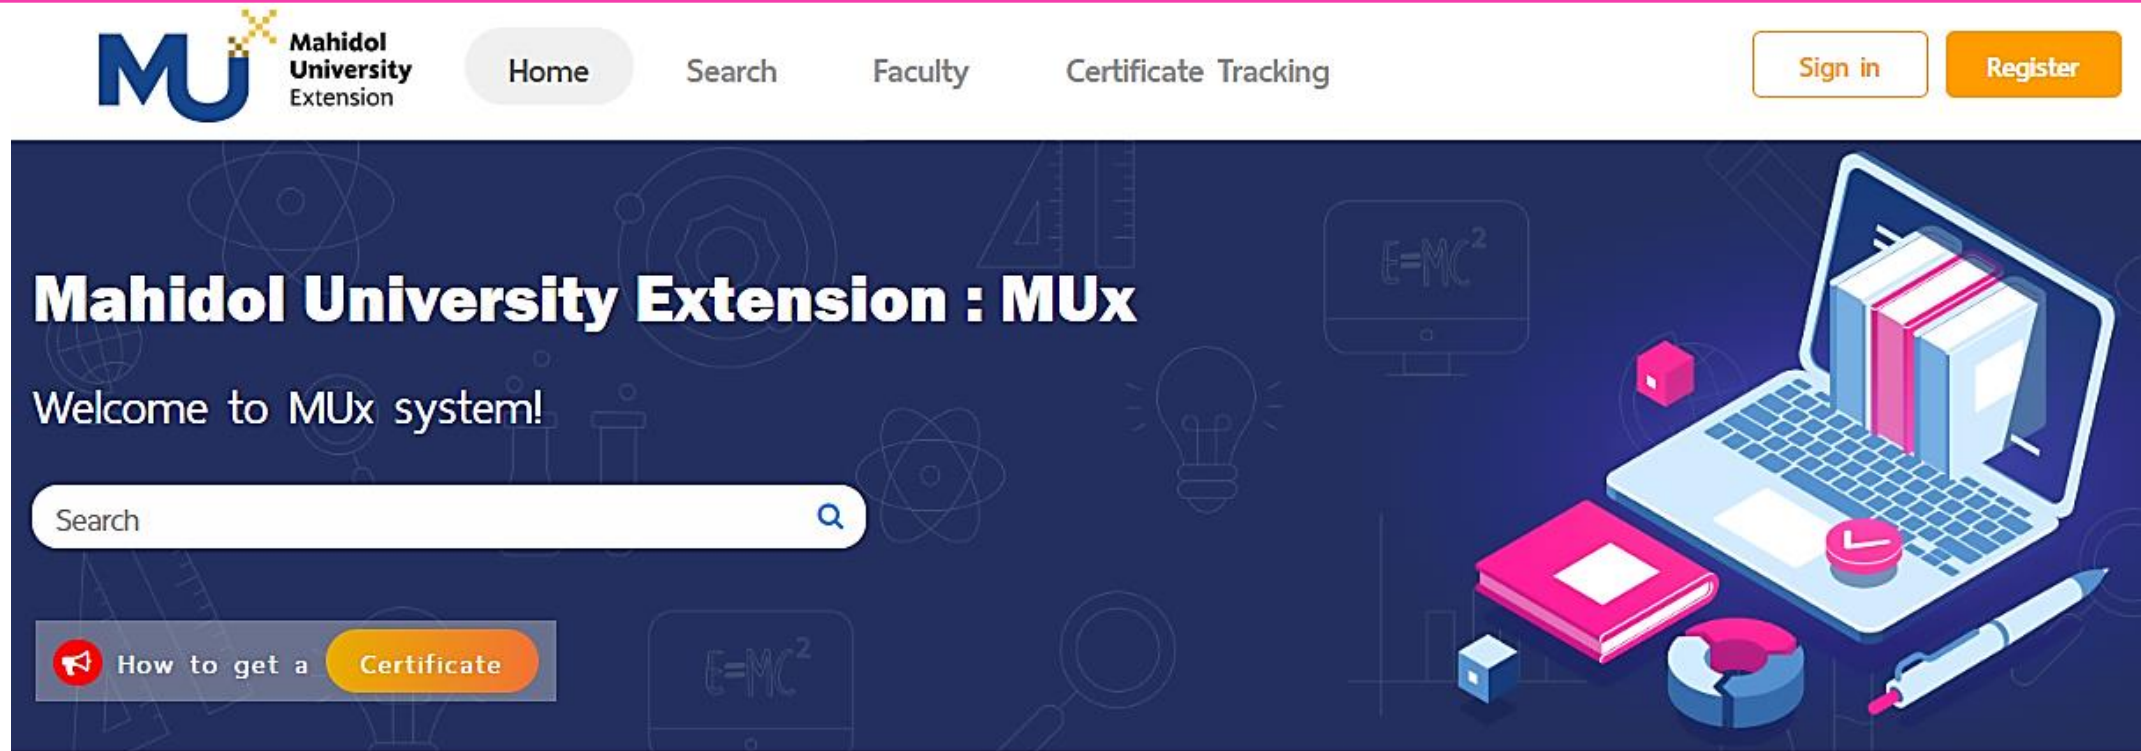 MU
Mahidol
University
Extension
Home
Search
Faculty
Certificate Tracking
Sign in
Register
Mahidol University Extension : MUx
Welcome to MUx system!
Search
How to get a Certificate
E=MC²
E=MC²